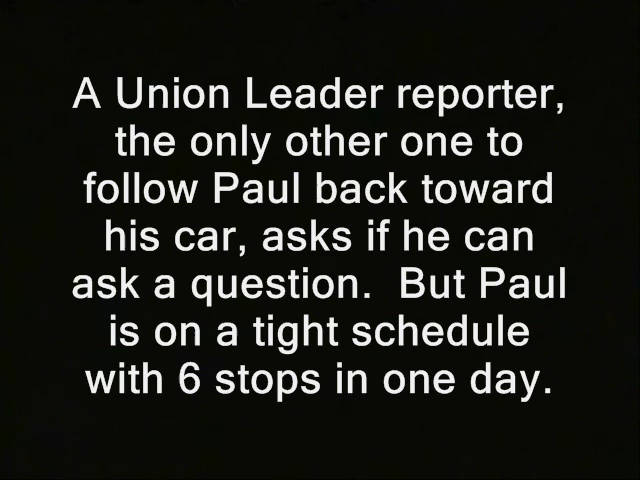 A Union Leader reporter,
the only other one to
follow Paul back toward
his car, asks if he can
ask a question.  But Paul
is on a tight schedule
with 6 stops in one day.